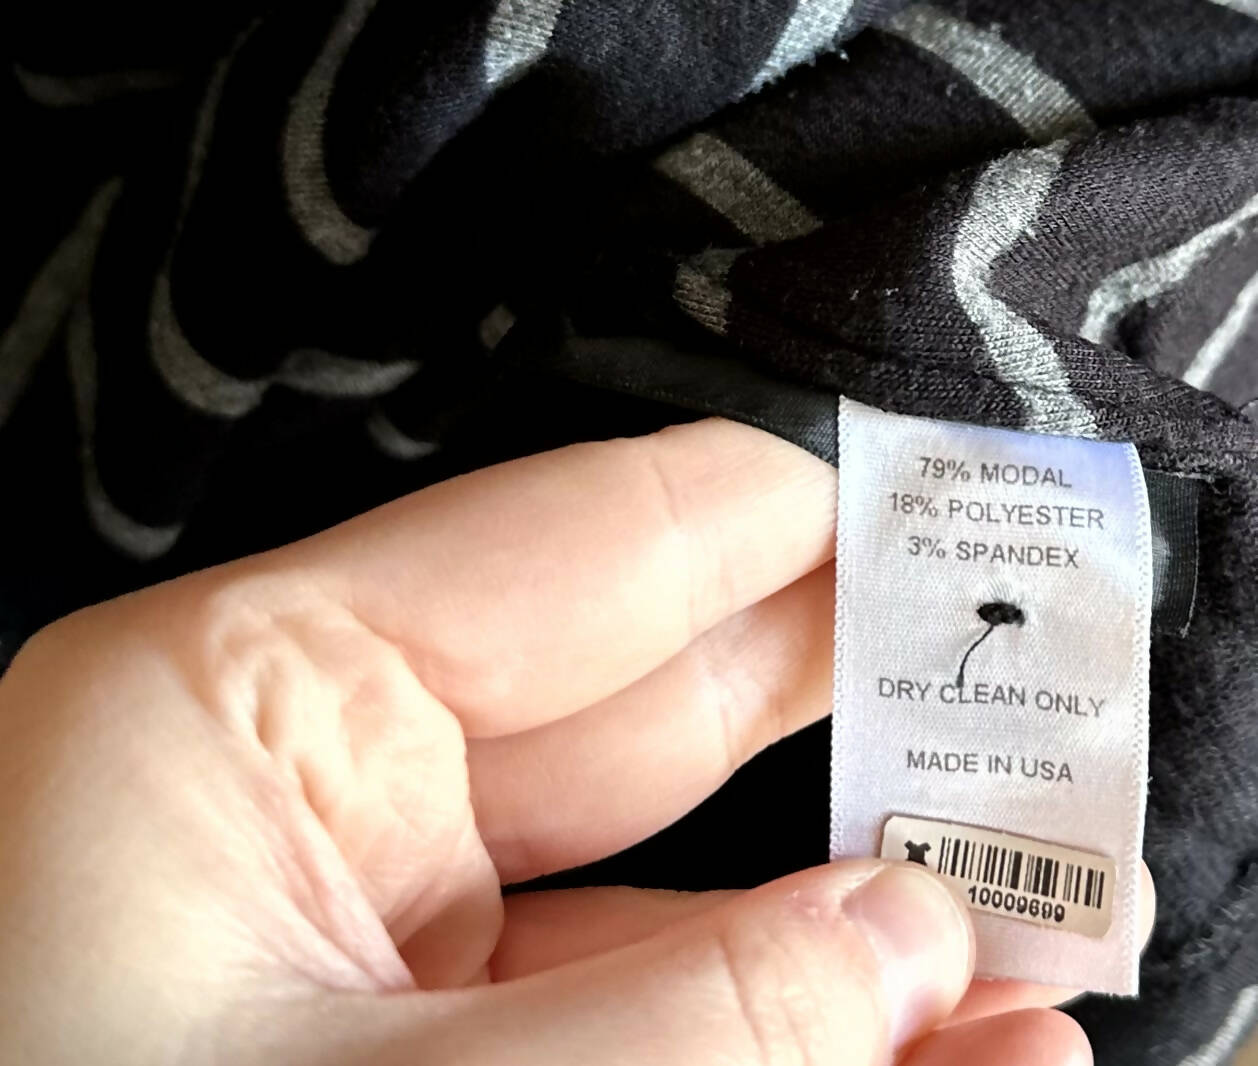 79% MODAL
18% POLYESTER
3% SPANDEX
DRY CLEAN ONLY
MADE IN USA
10009699